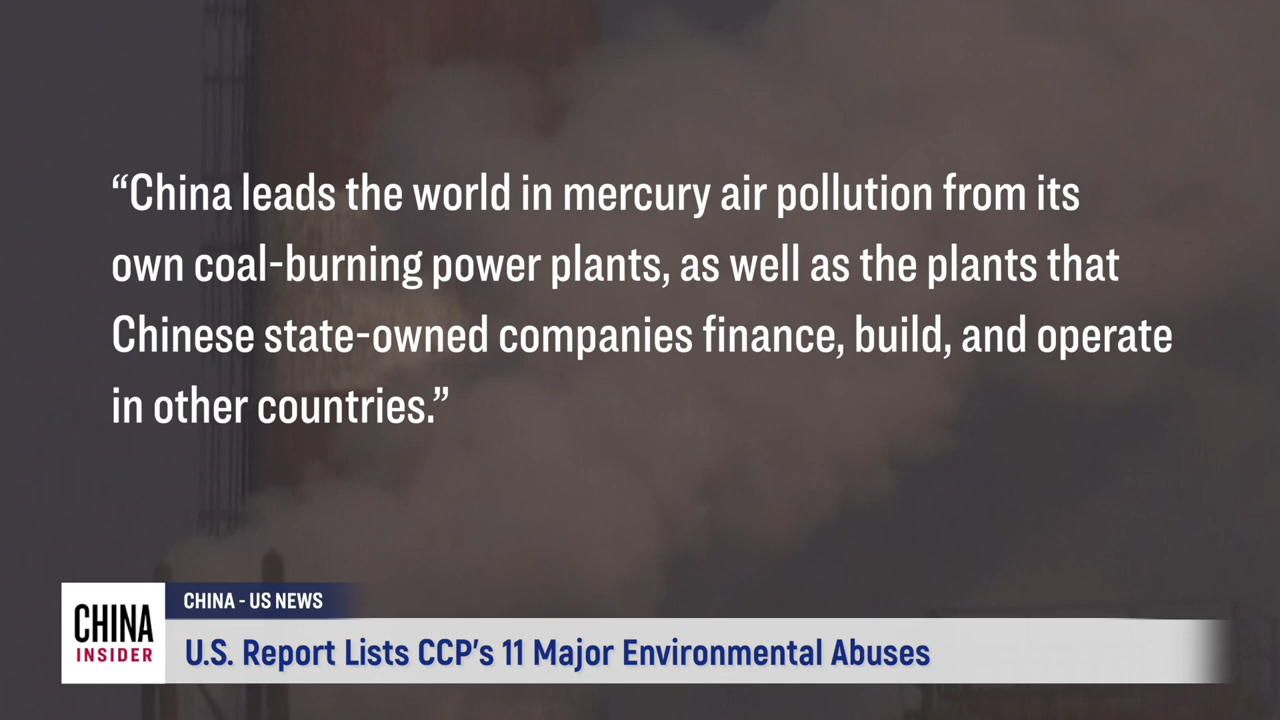 “China leads the world in mercury air pollution from its
own coal-burning power plants, as well as the plants that
Chinese state-owned companies finance, build, and operate
in other countries.”
CHINA - US NEWS
CHINA
INSIDER
U.S. Report Lists CCP’s 11 Major Environmental Abuses